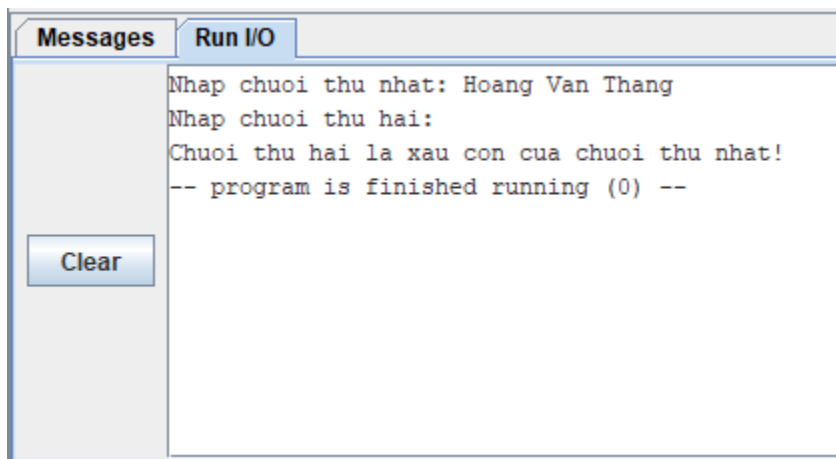 Messages Run I/O
Nhap chuoi thu nhat: Hoang Van Thang
Nhap chuoi thu hai:
Chuoi thu hai la xau con cua chuoi thu nhat!
-- program is finished running (0) --
Clear